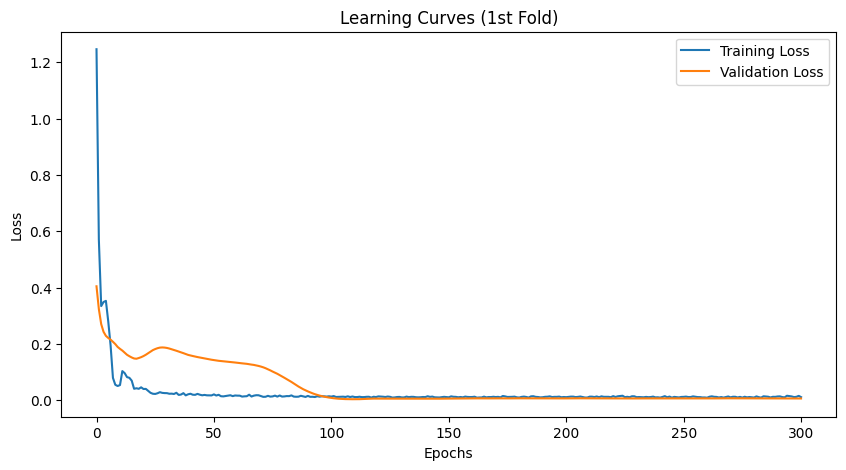 Learning Curves (1st Fold)
Training Loss
Validation Loss
1.2
1.0
0.8
0.6
0.4
0.2
0.0
Loss
0 50 100 150 200 250 300
Epochs